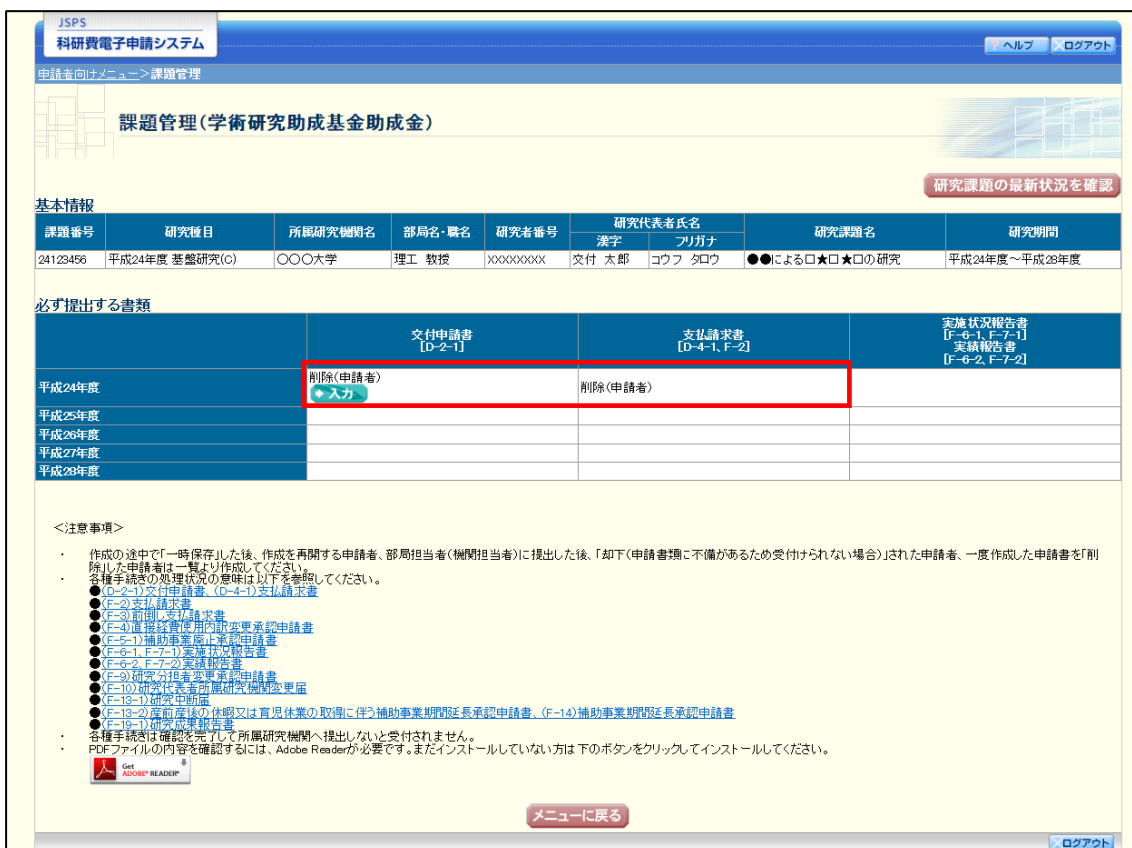 JSPS
科研費電子申請システム
? ヘルプ
ログアウト
申請者向けメニュー>課題管理
課題管理(学術研究助成基金助成金)
研究課題の最新状況を確認
基本情報
課題番号 研究種目 所属研究機関名 部局名・職名 研究者番号 研究代表者氏名 研究課題名 研究期間
漢字 フリガナ
24123456 平成24年度 基盤研究(C) 〇〇〇大学 理工 教授 XXXXXXXX 交付 太郎 コウフ タロウ ●●による□★□★□の研究 平成24年度～平成28年度
必ず提出する書類
交付申請書
[D-2-1]
支払請求書
[D-4-1、F-2]
実施状況報告書
[F-6-1、F-7-1]
実績報告書
[F-6-2、F-7-2]
平成24年度 削除(申請者) 削除(申請者)
入力
平成25年度
平成26年度
平成27年度
平成28年度
＜注意事項＞
・ 作成の途中で「一時保存」した後、作成を再開する申請者、部局担当者(機関担当者)に提出した後、「却下(申請書類に不備があるため受付けられない場合)」された申請者、一度作成した申請書を「削
除」した申請者は一覧より作成してください。
・ 各種手続きの処理状況の意味は以下を参照してください。
●(D-2-1)交付申請書、(D-4-1)支払請求書
●(F-2)支払請求書
●(F-3)前倒し支払請求書
●(F-4)直接経費使用内訳変更承認申請書
●(F-5-1)補助事業廃止承認申請書
●(F-6-1、F-7-1)実施状況報告書
●(F-6-2、F-7-2)実績報告書
●(F-9)研究分担者変更承認申請書
●(F-10)研究代表者所属研究機関変更届
●(F-13-1)研究中断届
●(F-13-2)産前産後の休暇又は育児休業の取得に伴う補助事業期間延長承認申請書、(F-14)補助事業期間延長承認申請書
●(F-19-1)研究成果報告書
・ 各種手続きは確認を完了して所属研究機関へ提出しないと受付されません。
・ PDFファイルの内容を確認するには、Adobe Readerが必要です。まだインストールしていない方は下のボタンをクリックしてインストールしてください。
Get
ADOBE® READER®
メニューに戻る
ログアウト